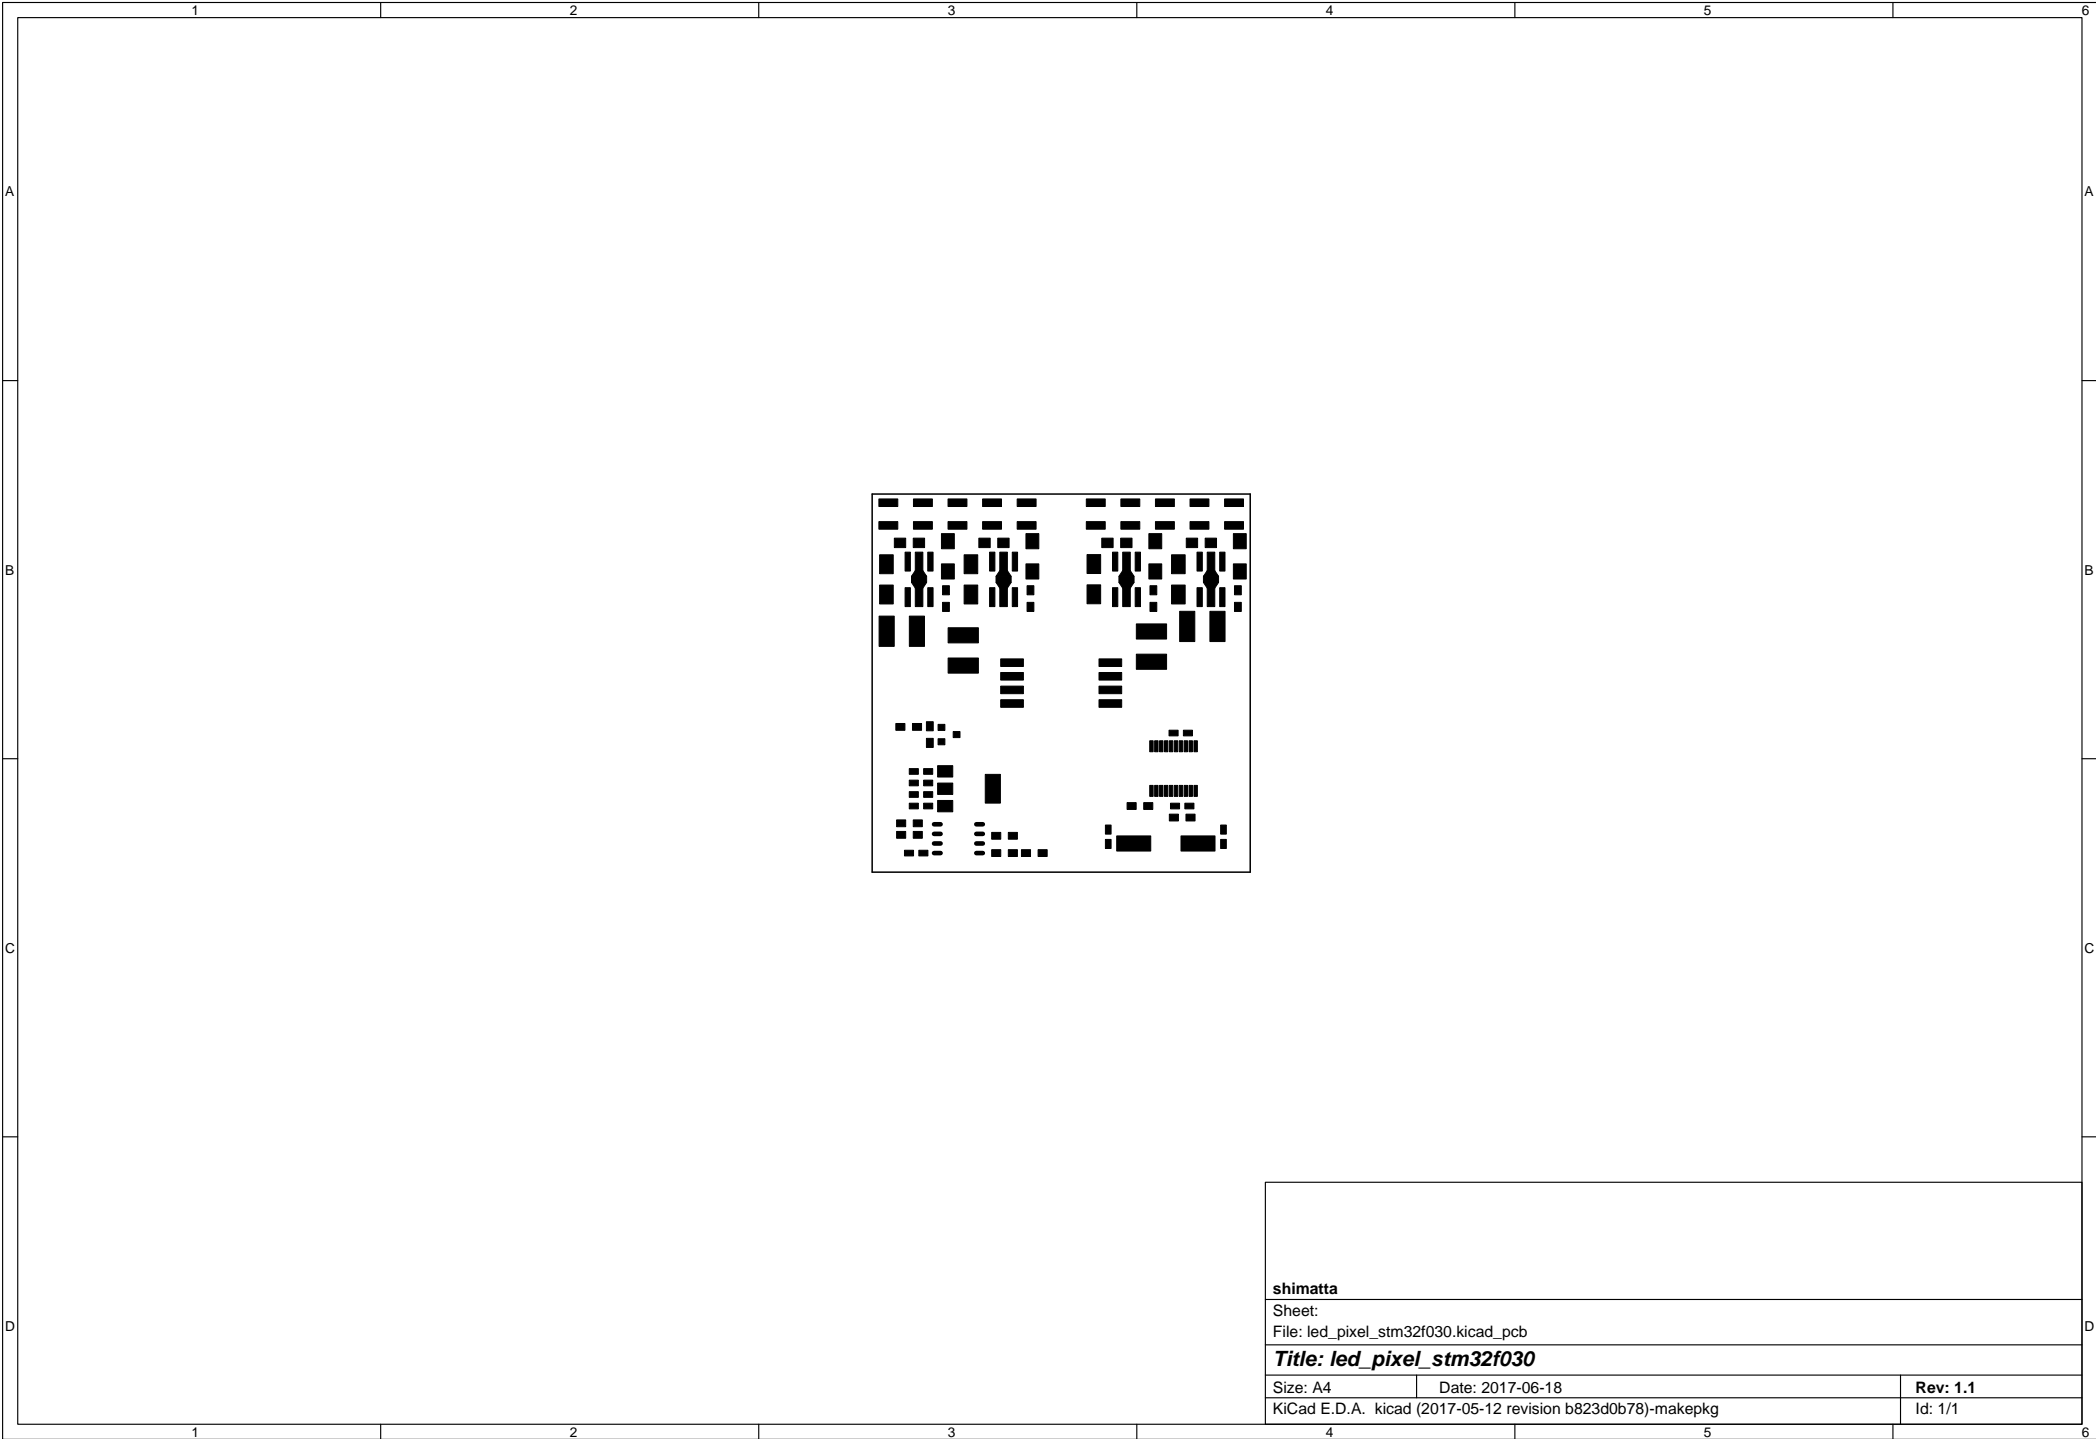 1 2 3 4 5 6
A A
B B
C C
D D
shimatta
Sheet:
File: led_pixel_stm32f030.kicad_pcb
Title: led_pixel_stm32f030
Size: A4 Date: 2017-06-18 Rev: 1.1
KiCad E.D.A. kicad (2017-05-12 revision b823d0b78)-makepkg Id: 1/1
1 2 3 4 5 6